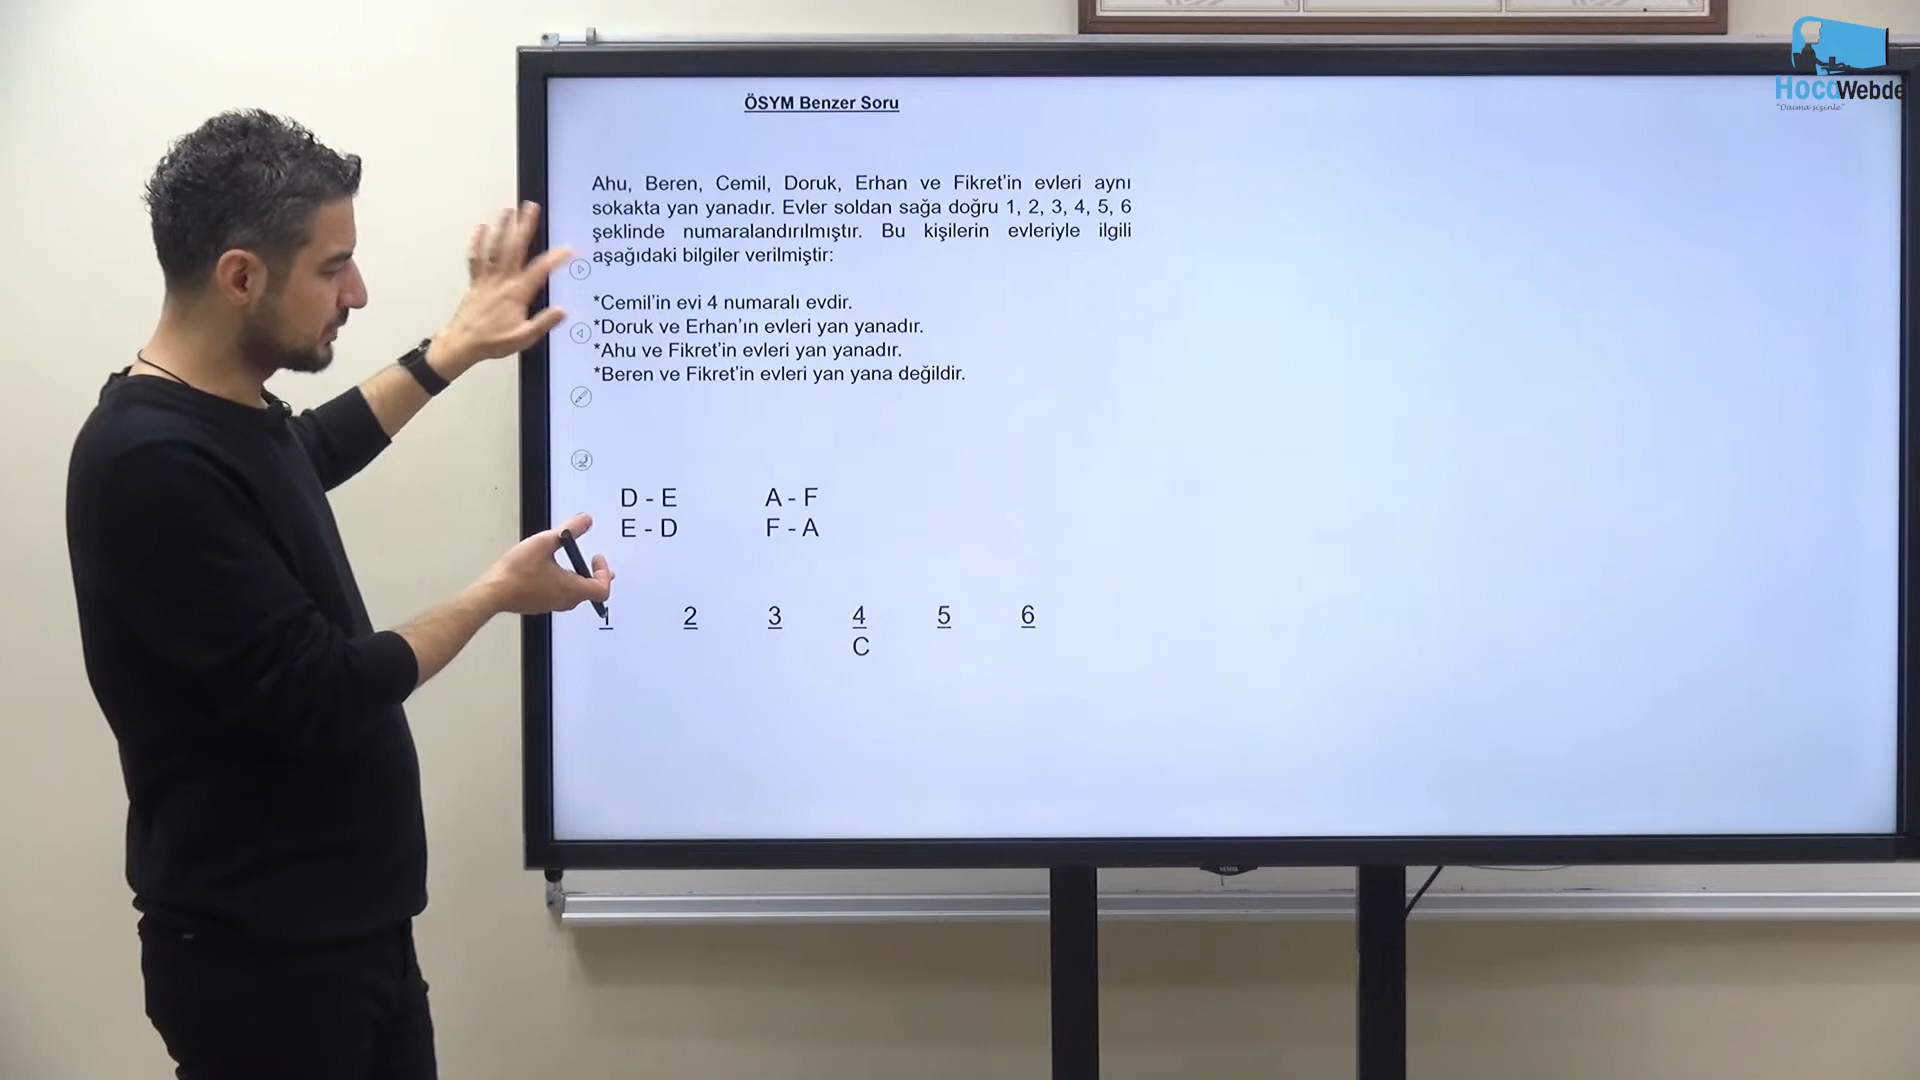 HocaWebde
"Daima sizinle"
ÖSYM Benzer Soru
Ahu, Beren, Cemil, Doruk, Erhan ve Fikret'in evleri aynı
sokakta yan yanadır. Evler soldan sağa doğru 1, 2, 3, 4, 5, 6
şeklinde numaralandırılmıştır. Bu kişilerin evleriyle ilgili
aşağıdaki bilgiler verilmiştir:
*Cemil'in evi 4 numaralı evdir.
*Doruk ve Erhan'ın evleri yan yanadır.
*Ahu ve Fikret'in evleri yan yanadır.
*Beren ve Fikret'in evleri yan yana değildir.
D - E A - F
E - D F - A
1 2 3 4 5 6
C